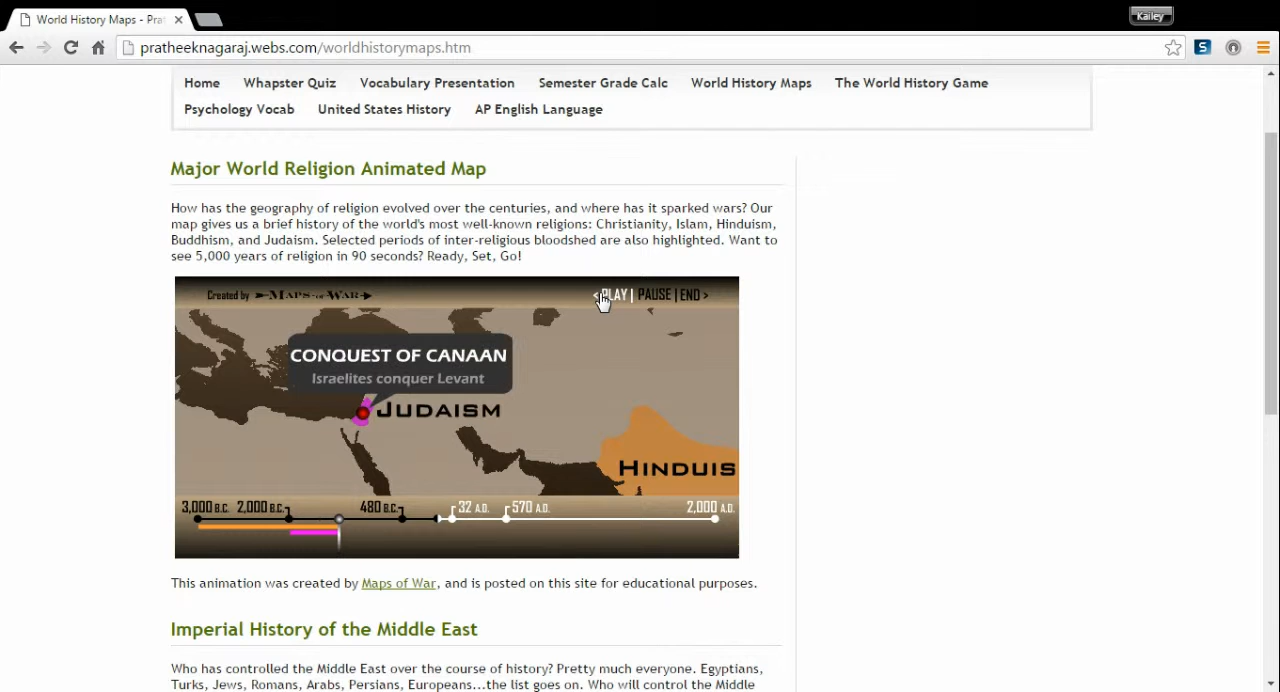 World History Maps - Pra
Kailey
pratheeknagaraj.webs.com/worldhistorymaps.htm
S
Home Whapster Quiz Vocabulary Presentation Semester Grade Calc World History Maps The World History Game
Psychology Vocab United States History AP English Language
Major World Religion Animated Map
How has the geography of religion evolved over the centuries, and where has it sparked wars? Our
map gives us a brief history of the world's most well-known religions: Christianity, Islam, Hinduism,
Buddhism, and Judaism. Selected periods of inter-religious bloodshed are also highlighted. Want to
see 5,000 years of religion in 90 seconds? Ready, Set, Go!
Created by MAPS-OF-WAR <PLAY | PAUSE | END >
CONQUEST OF CANAAN
Israelites conquer Levant
JUDAISM
HINDUIS
3,000 B.C. 2,000 B.C. 480 B.C. 32 A.D. 570 A.D. 2,000 A.D.
This animation was created by Maps of War, and is posted on this site for educational purposes.
Imperial History of the Middle East
Who has controlled the Middle East over the course of history? Pretty much everyone. Egyptians,
Turks, Jews, Romans, Arabs, Persians, Europeans...the list goes on. Who will control the Middle